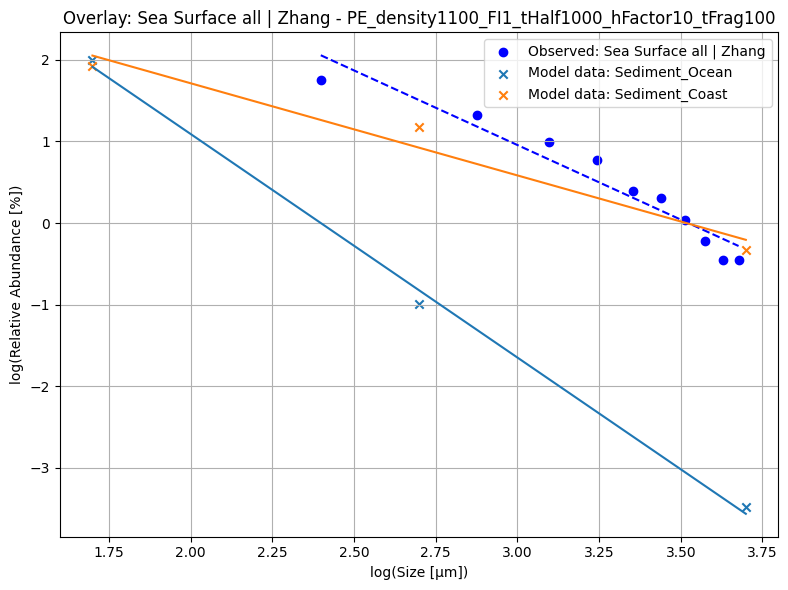 Overlay: Sea Surface all | Zhang - PE_density1100_FI1_tHalf1000_hFactor10_tFrag100
Observed: Sea Surface all | Zhang
Model data: Sediment_Ocean
Model data: Sediment_Coast
log(Relative Abundance [%])
2
1
0
−1
−2
−3
1.75
2.00
2.25
2.50
2.75
3.00
3.25
3.50
3.75
log(Size [µm])